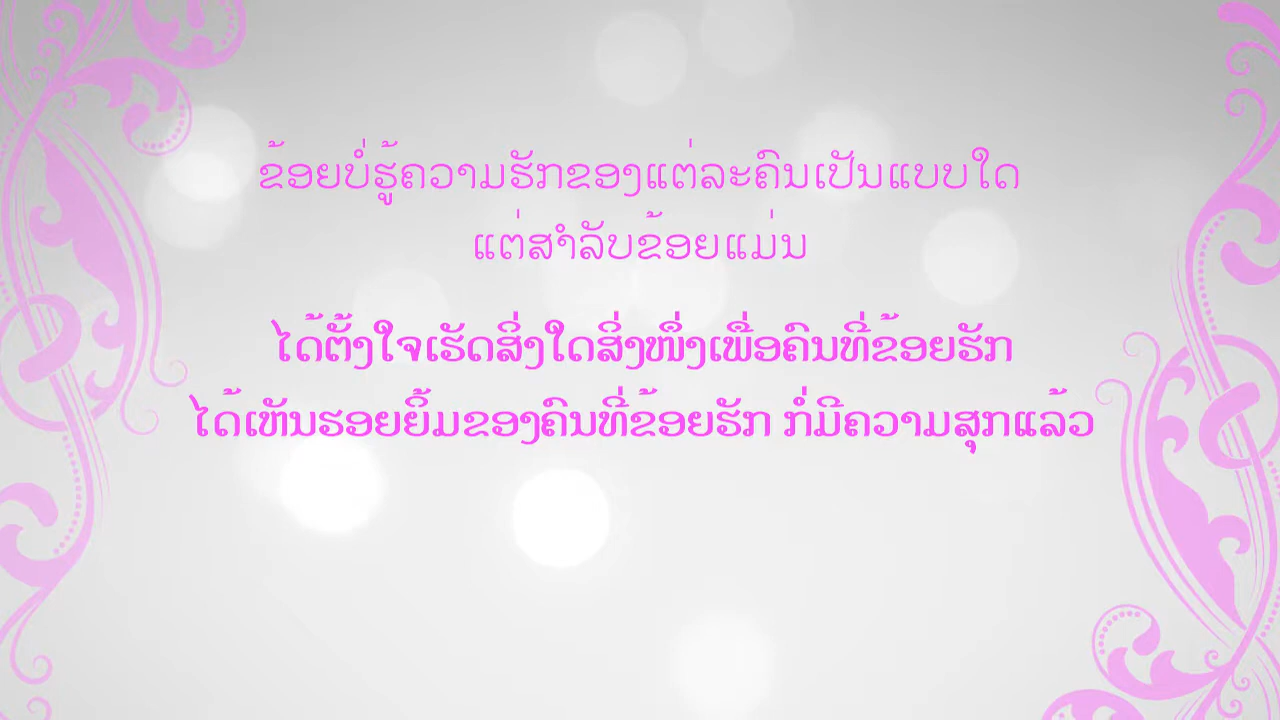 ຂ້ອຍບໍ່ຮູ້ຄວາມຮັກຂອງແຕ່ລະຄົນເປັນແບບໃດ
ແຕ່ສຳລັບຂ້ອຍແມ່ນ
ໄດ້ຕັ້ງໃຈເຮັດສິ່ງໃດສິ່ງໜຶ່ງເພື່ອຄົນທີ່ຂ້ອຍຮັກ
ໄດ້ເຫັນຮອຍຍິ້ມຂອງຄົນທີ່ຂ້ອຍຮັກ ກໍ່ມີຄວາມສຸກແລ້ວ